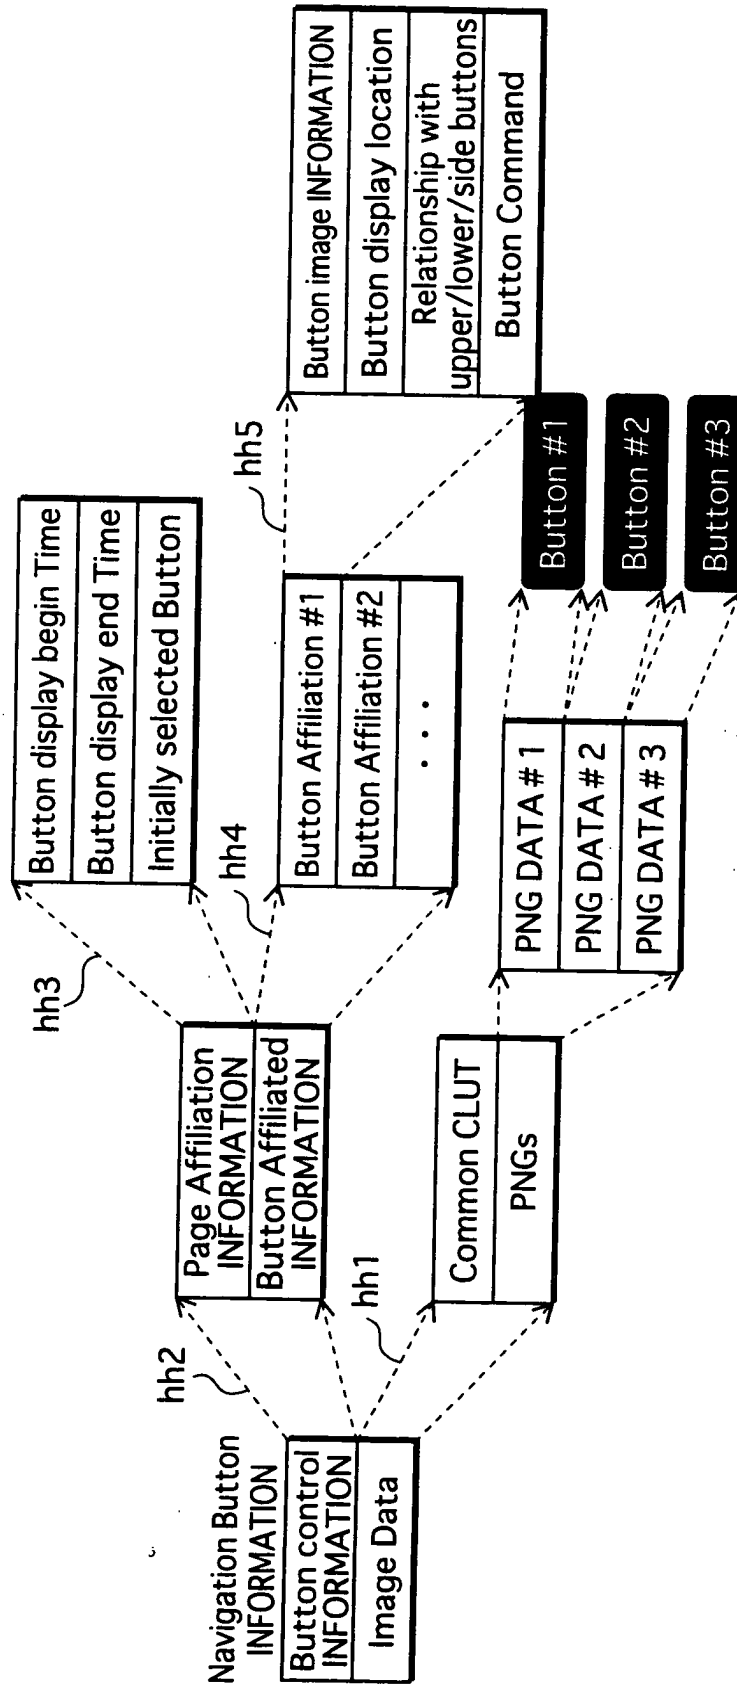 Navigation Button
INFORMATION
Button control
INFORMATION
Image Data
hh2
hh1
Page Affiliation
INFORMATION
Button Affiliated
INFORMATION
Common CLUT
PNGs
hh3
hh4
Button display begin Time
Button display end Time
Initially selected Button
Button Affiliation #1
Button Affiliation #2
. . . .
PNG DATA# 1
PNG DATA# 2
PNG DATA# 3
hh5
Button image INFORMATION
Button display location
Relationship with
upper/lower/side buttons
Button Command
Button #1
Button #2
Button #3